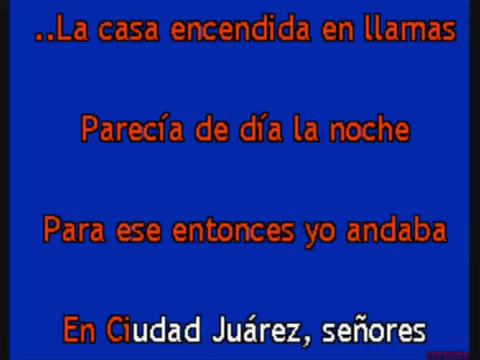 ..La casa encendida en llamas
Parecía de día la noche
Para ese entonces yo andaba
En Ciudad Juárez, señores